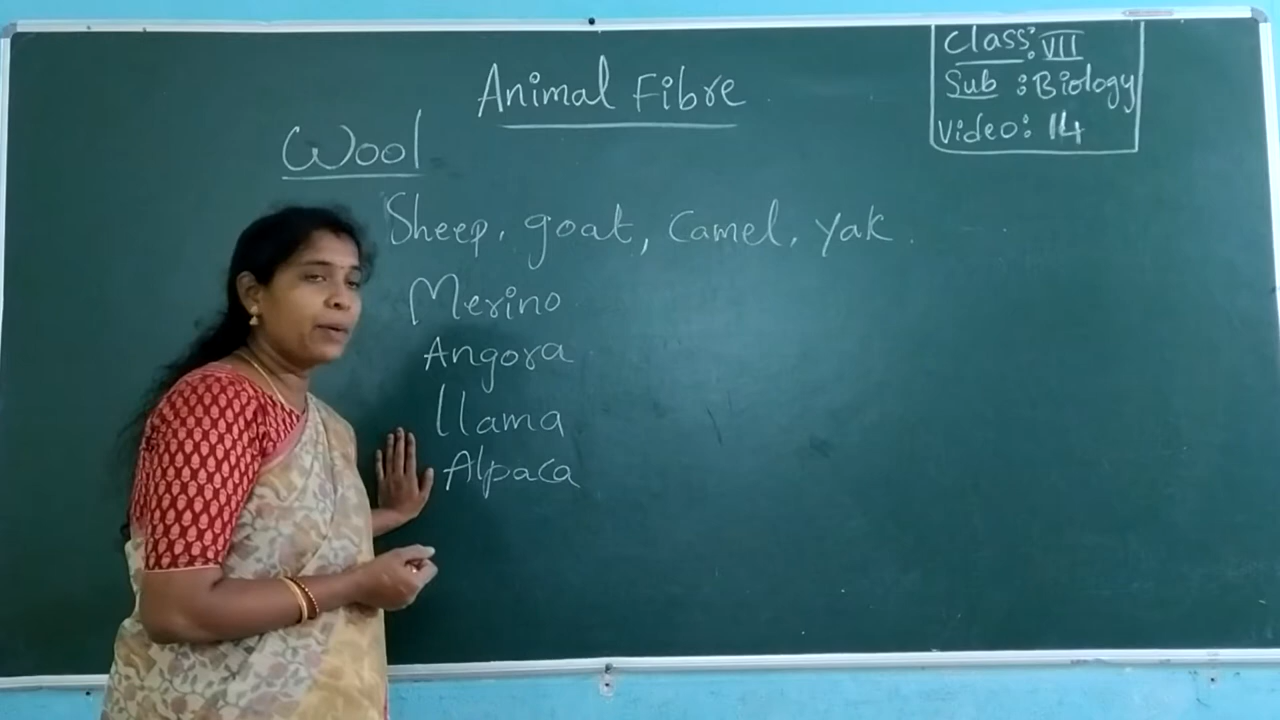 Animal Fibre
Class: VII
Sub : Biology
Video: 14
Wool
Sheep, goat, Camel, Yak.
Merino
Angora
llama
Alpaca